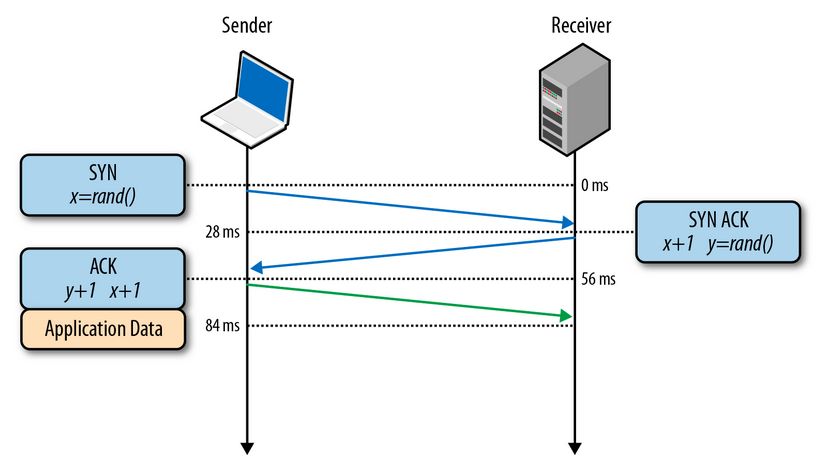 Sender
Receiver
SYN
x=rand()
0 ms
28 ms
SYN ACK
x+1 y=rand()
ACK
y+1 x+1
56 ms
Application Data
84 ms